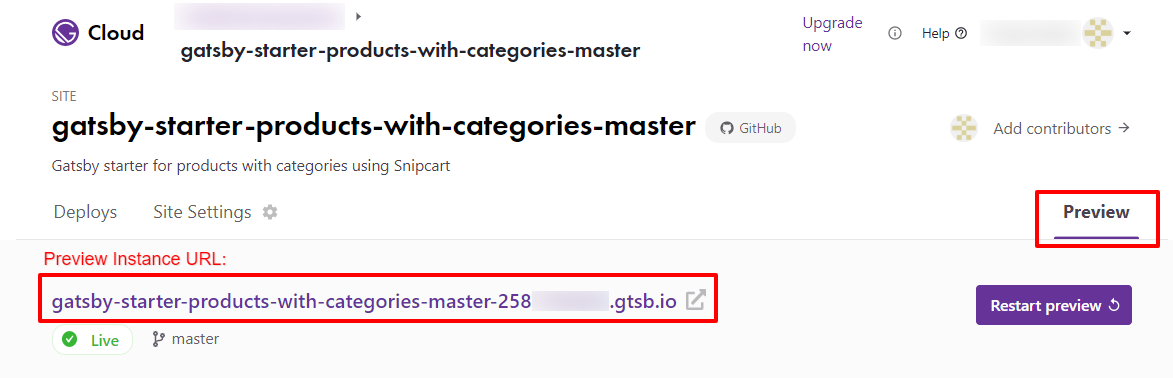 Cloud
gatsby-starter-products-with-categories-master
Upgrade
now
Help
SITE
gatsby-starter-products-with-categories-master
GitHub
Add contributors →
Gatsby starter for products with categories using Snipcart
Deploys
Site Settings
Preview
Preview Instance URL:
gatsby-starter-products-with-categories-master-258 .gtsb.io
Restart preview
Live
master